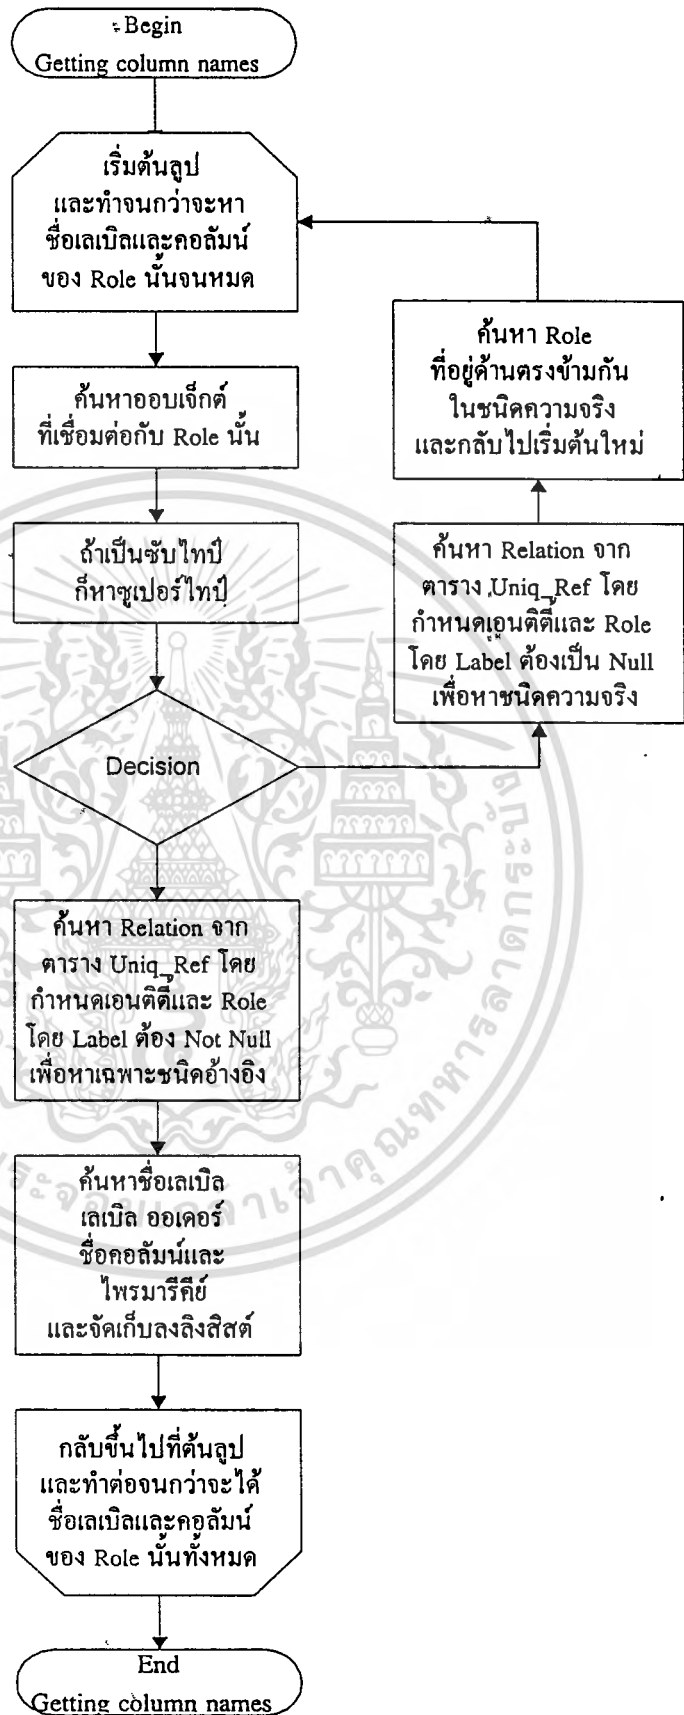 Begin
Getting column names
เริ่มต้นลูป
และทำจนกว่าจะหา
ชื่อเลเบิลและคอลัมน์
ของ Role นั้นจนหมด
ค้นหาออบเจ็กต์
ที่เชื่อมต่อกับ Role นั้น
ถ้าเป็นซับไทป์
ก็หาซูเปอร์ไทป์
Decision
ค้นหา Role
ที่อยู่ด้านตรงข้ามกัน
ในชนิดความจริง
และกลับไปเริ่มต้นใหม่
ค้นหา Relation จาก
ตาราง Uniq_Ref โดย
กำหนดเอนติตี้และ Role
โดย Label ต้องเป็น Null
เพื่อหาชนิดความจริง
ค้นหา Relation จาก
ตาราง Uniq_Ref โดย
กำหนดเอนติตี้และ Role
โดย Label ต้อง Not Null
เพื่อหาเฉพาะชนิดอ้างอิง
ค้นหาชื่อเลเบิล
เลเบิล ออเดอร์
ชื่อคอลัมน์และ
ไพรมารีคีย์
และจัดเก็บลงลิงสิสต์
กลับขึ้นไปที่ต้นลูป
และทำต่อจนกว่าจะได้
ชื่อเลเบิลและคอลัมน์
ของ Role นั้นทั้งหมด
End
Getting column names